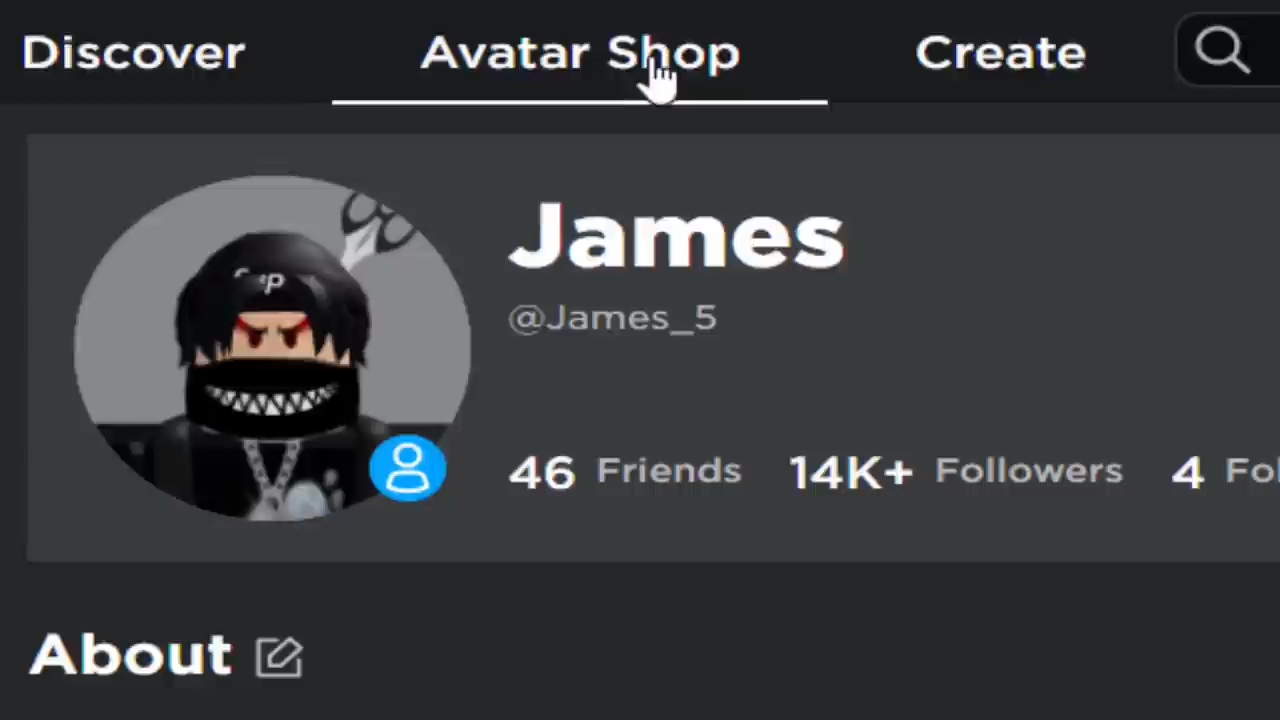 Discover Avatar Shop Create
James
@James_5
46 Friends 14K+ Followers 4
About